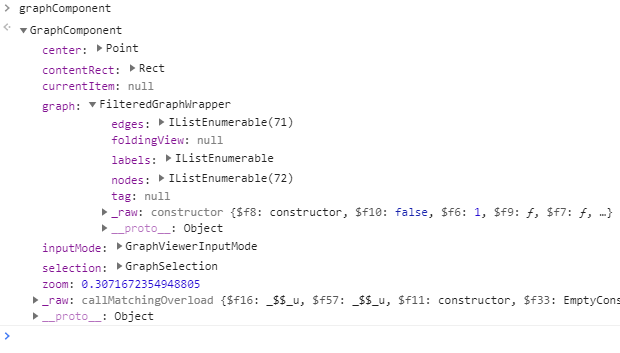 > graphComponent
GraphComponent
center: Point
contentRect: Rect
currentItem: null
graph: FilteredGraphWrapper
edges: IListEnumerable(71)
foldingView: null
labels: IListEnumerable
nodes: IListEnumerable(72)
tag: null
_raw: constructor {$f8: constructor, $f10: false, $f6: 1, $f9: ƒ, $f7: ƒ, …}
__proto__: Object
inputMode: GraphViewerInputMode
selection: GraphSelection
zoom: 0.3071672354948805
_raw: callMatchingOverload {$f16: _$$_u, $f57: _$$_u, $f11: constructor, $f33: EmptyCons
__proto__: Object
>